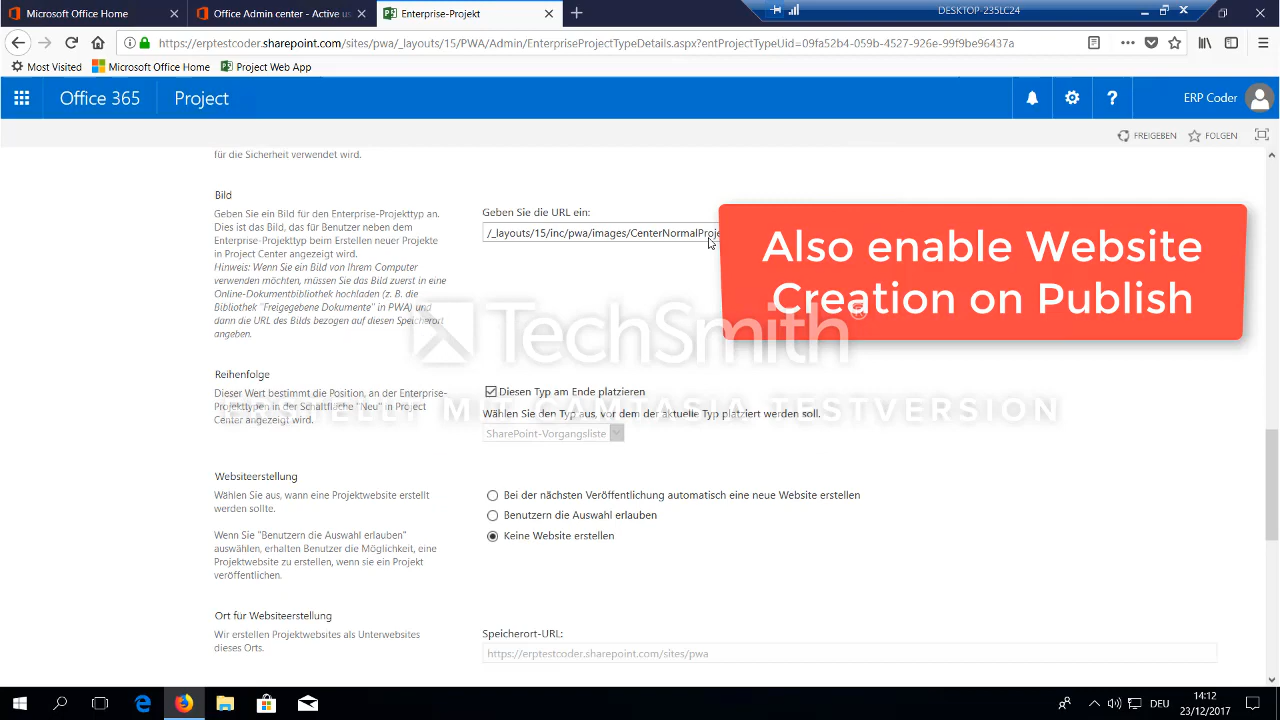 Microsoft Office Home
Office Admin center - Active us
Enterprise-Projekt
DESKTOP-235LC24
https://erptestcoder.sharepoint.com/sites/pwa/_layouts/15/PWA/Admin/EnterpriseProjectTypeDetails.aspx?entProjectTypeUid=09fa52b4-059b-4527-926e-99f9be96437a
Most Visited
Microsoft Office Home
Project Web App
Office 365
Project
ERP Coder
FREIGEBEN
FOLGEN
für die Sicherheit verwendet wird.
Bild
Geben Sie ein Bild für den Enterprise-Projekttyp an.
Dies ist das Bild, das für Benutzer neben dem
Enterprise-Projekttyp beim Erstellen neuer Projekte
in Project Center angezeigt wird.
Hinweis: Wenn Sie ein Bild von Ihrem Computer
verwenden möchten, müssen Sie das Bild zuerst in eine
Online-Dokumentbibliothek hochladen (z. B. die
Bibliothek "Freigegebene Dokumente" in PWA) und
dann die URL des Bilds bezogen auf diesen Speicherort
angeben.
Geben Sie die URL ein:
/_layouts/15/inc/pwa/images/CenterNormalProje
Also enable Website
Creation on Publish
TechSmith
ERSTELLT MIT CAMTASIA TESTVERSION
Reihenfolge
Dieser Wert bestimmt die Position, an der Enterprise-
Projekttypen in der Schaltfläche "Neu" in Project
Center angezeigt wird.
Diesen Typ am Ende platzieren
Wählen Sie den Typ aus, vor dem der aktuelle Typ platziert werden soll.
SharePoint-Vorgangsliste
Websiteerstellung
Wählen Sie aus, wann eine Projektwebsite erstellt
werden sollte.
Wenn Sie "Benutzern die Auswahl erlauben"
auswählen, erhalten Benutzer die Möglichkeit, eine
Projektwebsite zu erstellen, wenn sie ein Projekt
veröffentlichen.
Bei der nächsten Veröffentlichung automatisch eine neue Website erstellen
Benutzern die Auswahl erlauben
Keine Website erstellen
Ort für Websiteerstellung
Wir erstellen Projektwebsites als Unterwebsites
dieses Orts.
Speicherort-URL:
https://erptestcoder.sharepoint.com/sites/pwa
DEU
14:12
23/12/2017